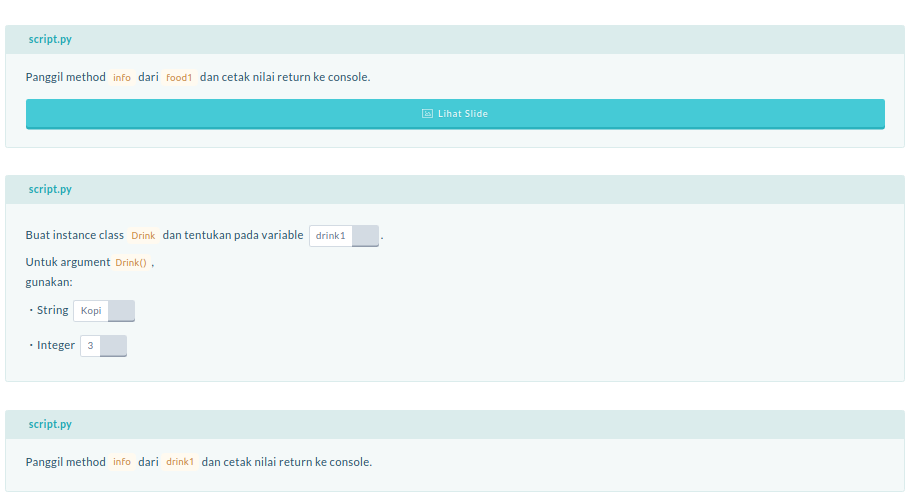 script.py
Panggil method info dari food1 dan cetak nilai return ke console.
Lihat Slide
script.py
Buat instance class Drink dan tentukan pada variable drink1 .
Untuk argument Drink() ,
gunakan:
・String Kopi
・Integer 3
script.py
Panggil method info dari drink1 dan cetak nilai return ke console.